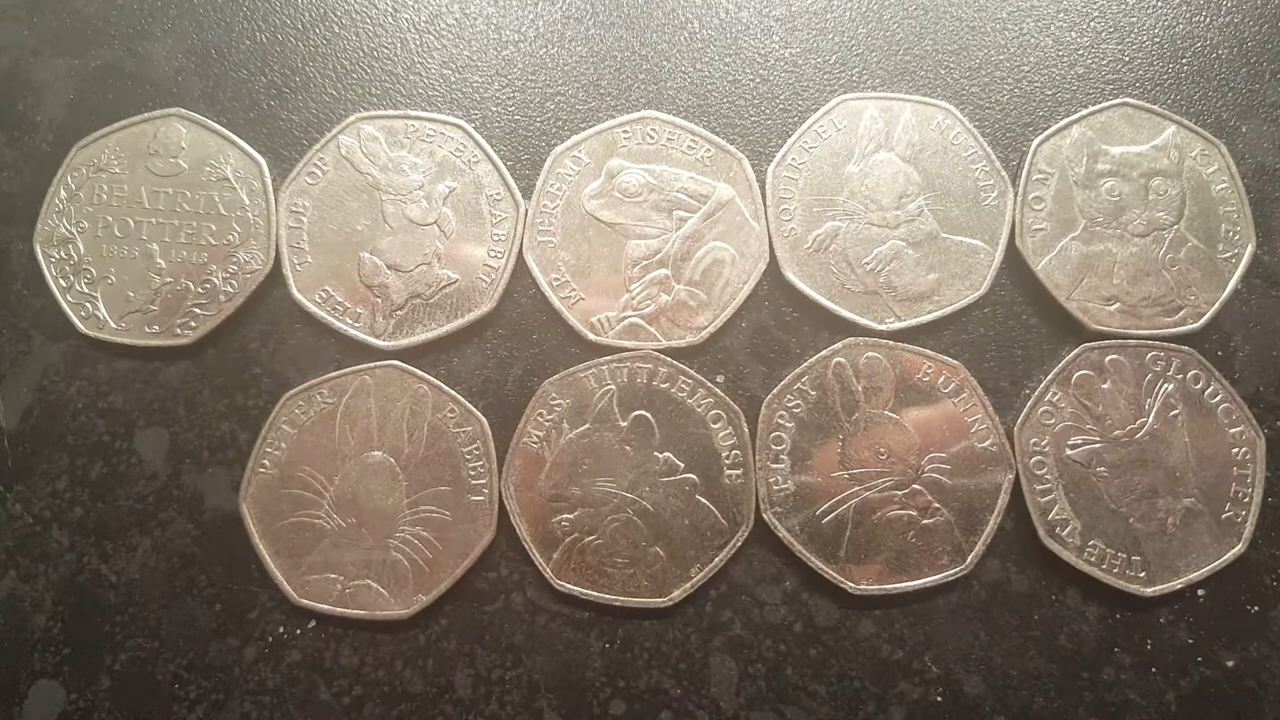 BEATRIX
POTTER
1866 1943
THE TALE OF PETER RABBIT
MR. JEREMY FISHER
SQUIRREL NUTKIN
TOM KITTEN
PETER RABBIT
MRS. TITTLEMOUSE
FLOPSY BUNNY
THE TAILOR OF GLOUCESTER